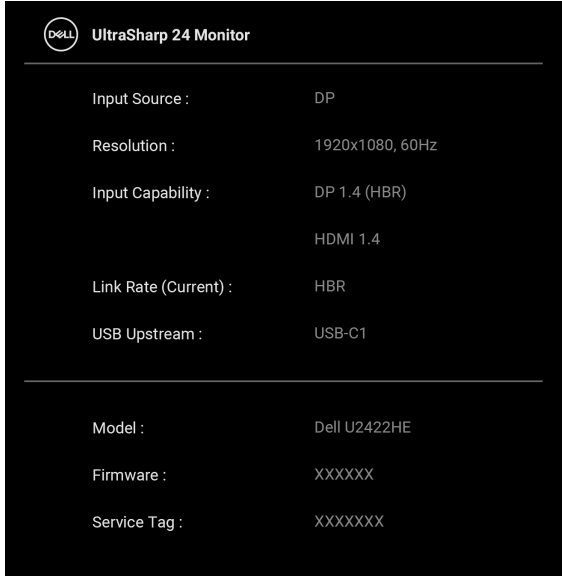 DELL UltraSharp 24 Monitor
Input Source : DP
Resolution : 1920x1080, 60Hz
Input Capability : DP 1.4 (HBR)
HDMI 1.4
Link Rate (Current) : HBR
USB Upstream : USB-C1
Model : Dell U2422HE
Firmware : XXXXXX
Service Tag : XXXXXXX